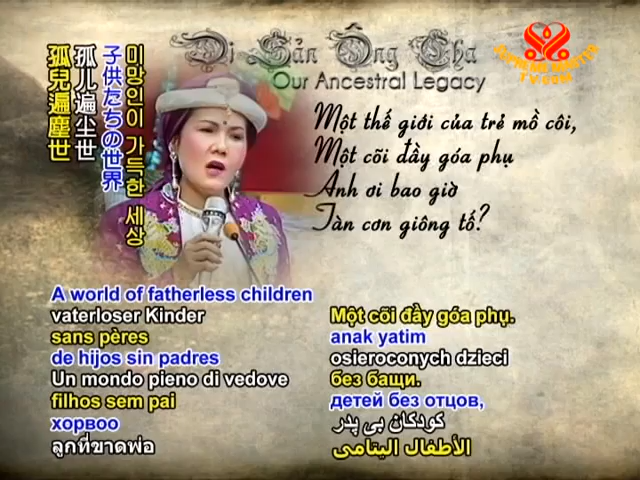 Di Sản Ông Cha
Our Ancestral Legacy
SUPREME MASTER
TV.COM
孤兒遍塵世
孤儿遍尘世
子供たちの世界
미망인이 가득한 세상
Một thế giới của trẻ mồ côi,
Một cõi đầy góa phụ
Anh ơi bao giờ
Tàn cơn giông tố?
A world of fatherless children
vaterloser Kinder
sans pères
de hijos sin padres
Un mondo pieno di vedove
filhos sem pai
хорвоо
ลูกที่ขาดพ่อ
Một cõi đầy góa phụ.
anak yatim
osieroconych dzieci
без бащи.
детей без отцов,
کودکان بی پدر
الأطفال اليتامى